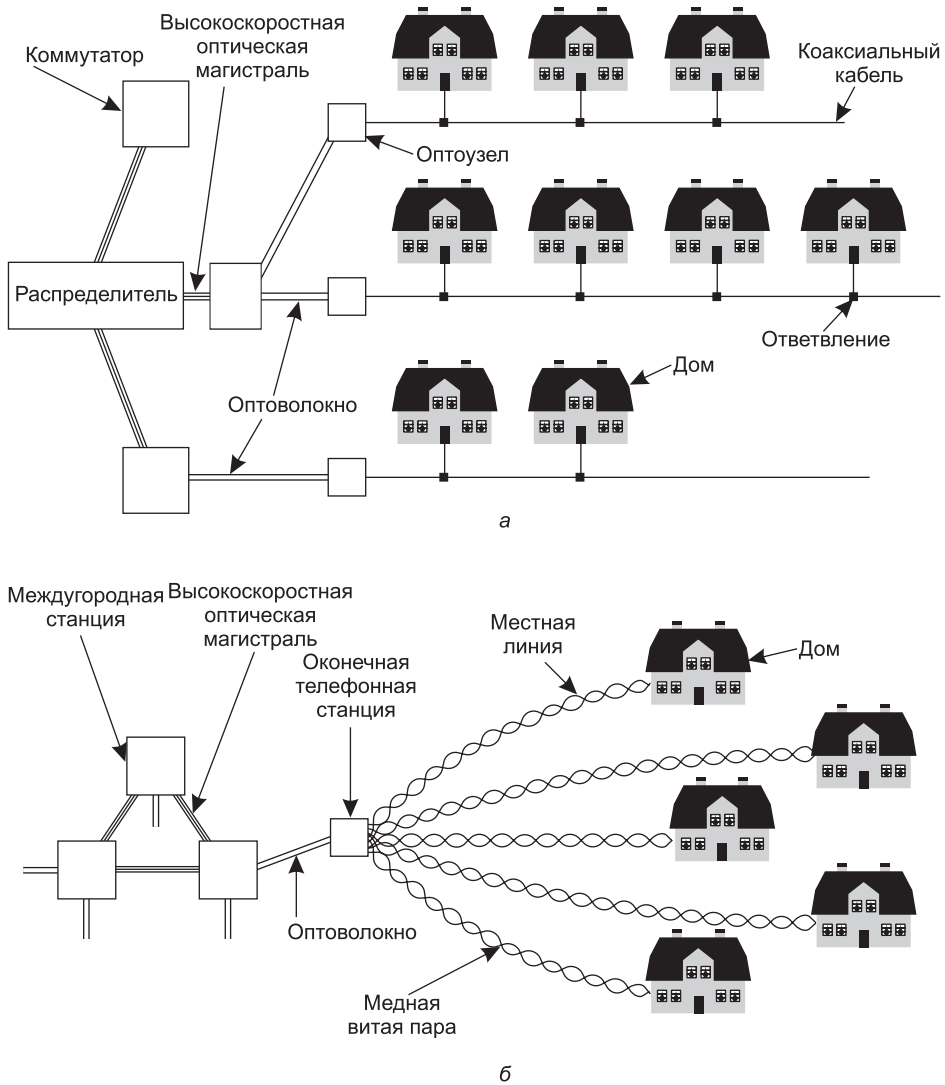 Коммутатор
Высокоскоростная
оптическая
магистраль
Коаксиальный
кабель
Оптоузел
Распределитель
Ответвление
Дом
Оптоволокно
а
Междугородная
станция
Высокоскоростная
оптическая
магистраль
Оконечная
телефонная
станция
Местная
линия
Дом
Оптоволокно
Медная
витая пара
б